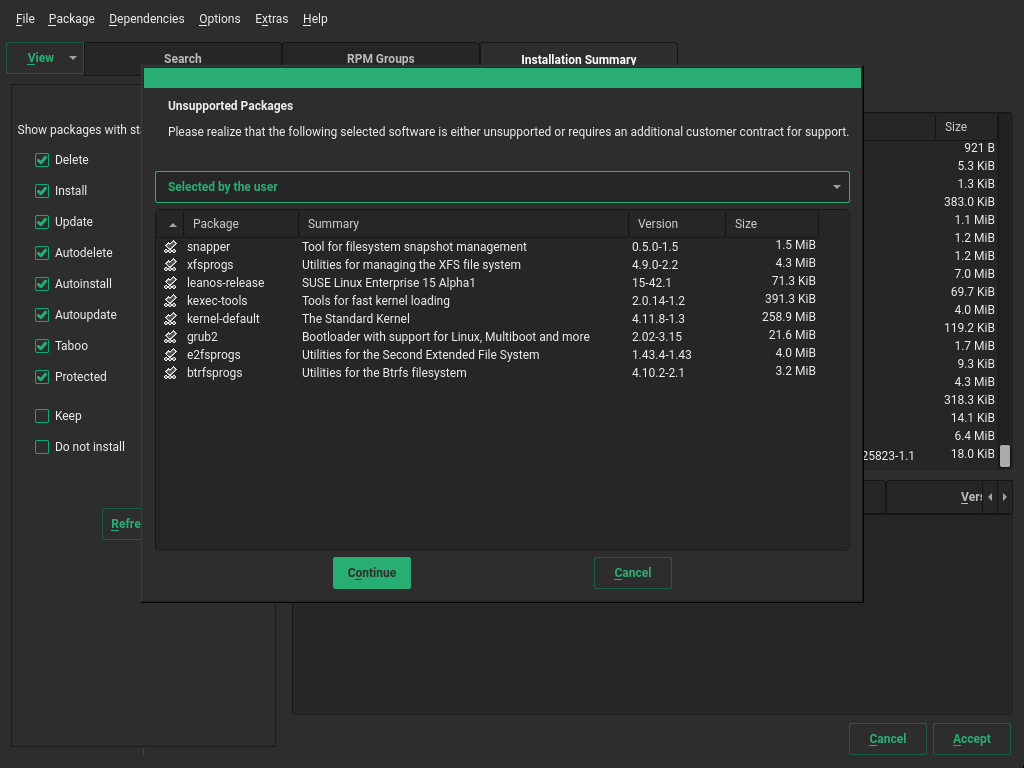 File Package Dependencies Options Extras Help
View Search RPM Groups Installation Summary
Unsupported Packages
Please realize that the following selected software is either unsupported or requires an additional customer contract for support.
Selected by the user
Package Summary Version Size
snapper Tool for filesystem snapshot management 0.5.0-1.5 1.5 MiB
xfsprogs Utilities for managing the XFS file system 4.9.0-2.2 4.3 MiB
leanos-release SUSE Linux Enterprise 15 Alpha1 15-42.1 71.3 KiB
kexec-tools Tools for fast kernel loading 2.0.14-1.2 391.3 KiB
kernel-default The Standard Kernel 4.11.8-1.3 258.9 MiB
grub2 Bootloader with support for Linux, Multiboot and more 2.02-3.15 21.6 MiB
e2fsprogs Utilities for the Second Extended File System 1.43.4-1.43 4.0 MiB
btrfsprogs Utilities for the Btrfs filesystem 4.10.2-2.1 3.2 MiB
Continue Cancel
Show packages with st
Delete
Install
Update
Autodelete
Autoinstall
Autoupdate
Taboo
Protected
Keep
Do not install
Refre
Size
921 B
5.3 KiB
1.3 KiB
383.0 KiB
1.1 MiB
1.2 MiB
1.2 MiB
7.0 MiB
69.7 KiB
4.0 MiB
119.2 KiB
1.7 MiB
9.3 KiB
4.3 MiB
318.3 KiB
14.1 KiB
6.4 MiB
25823-1.1 18.0 KiB
Vers
Cancel Accept